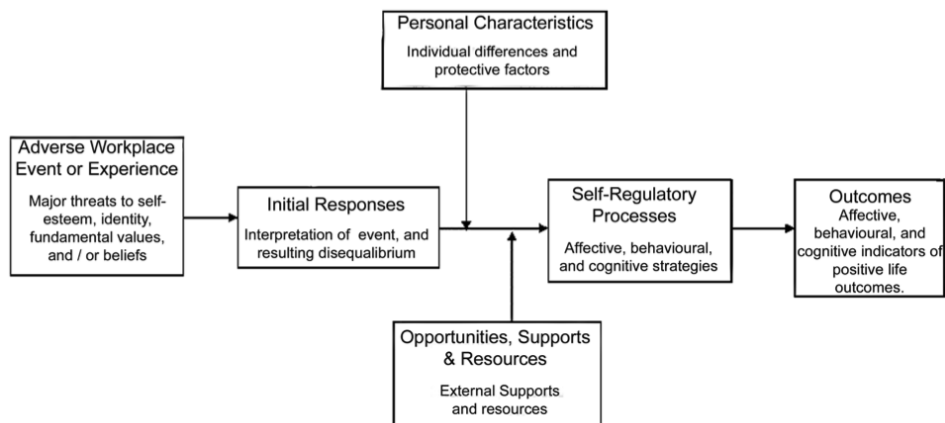 Personal Characteristics
Individual differences and
protective factors
Adverse Workplace
Event or Experience
Major threats to self-
esteem, identity,
fundamental values,
and / or beliefs
Initial Responses
Interpretation of event, and
resulting disequalibrium
Self-Regulatory
Processes
Affective, behavioural,
and cognitive strategies
Outcomes
Affective,
behavioural, and
cognitive indicators of
positive life
outcomes.
Opportunities, Supports
& Resources
External Supports
and resources